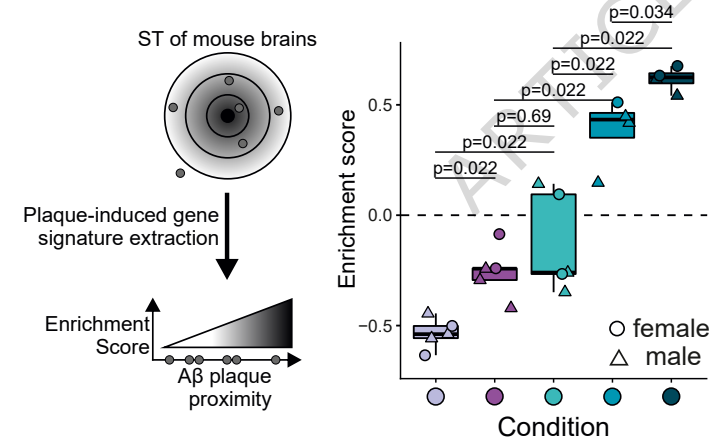 ST of mouse brains
Plaque-induced gene
signature extraction
Enrichment
Score
Aβ plaque
proximity
ARTICLE
p=0.034
p=0.022
p=0.022
p=0.022
p=0.69
p=0.022
p=0.022
Enrichment score
0.5
0.0
−0.5
female
male
Condition